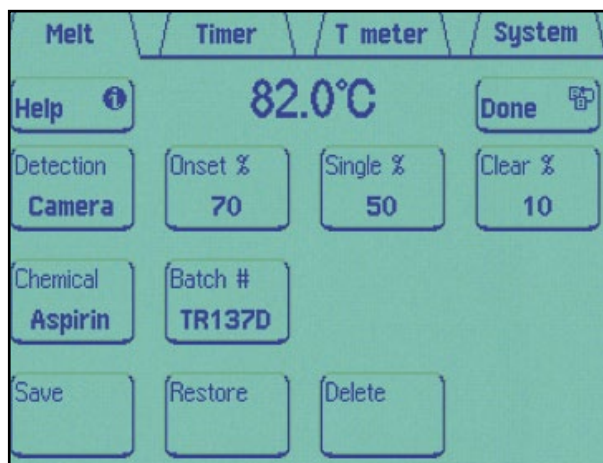 Melt Timer T meter System
Help 82.0°C Done
Detection Onset % Single % Clear %
Camera 70 50 10
Chemical Batch #
Aspirin TR137D
Save Restore Delete